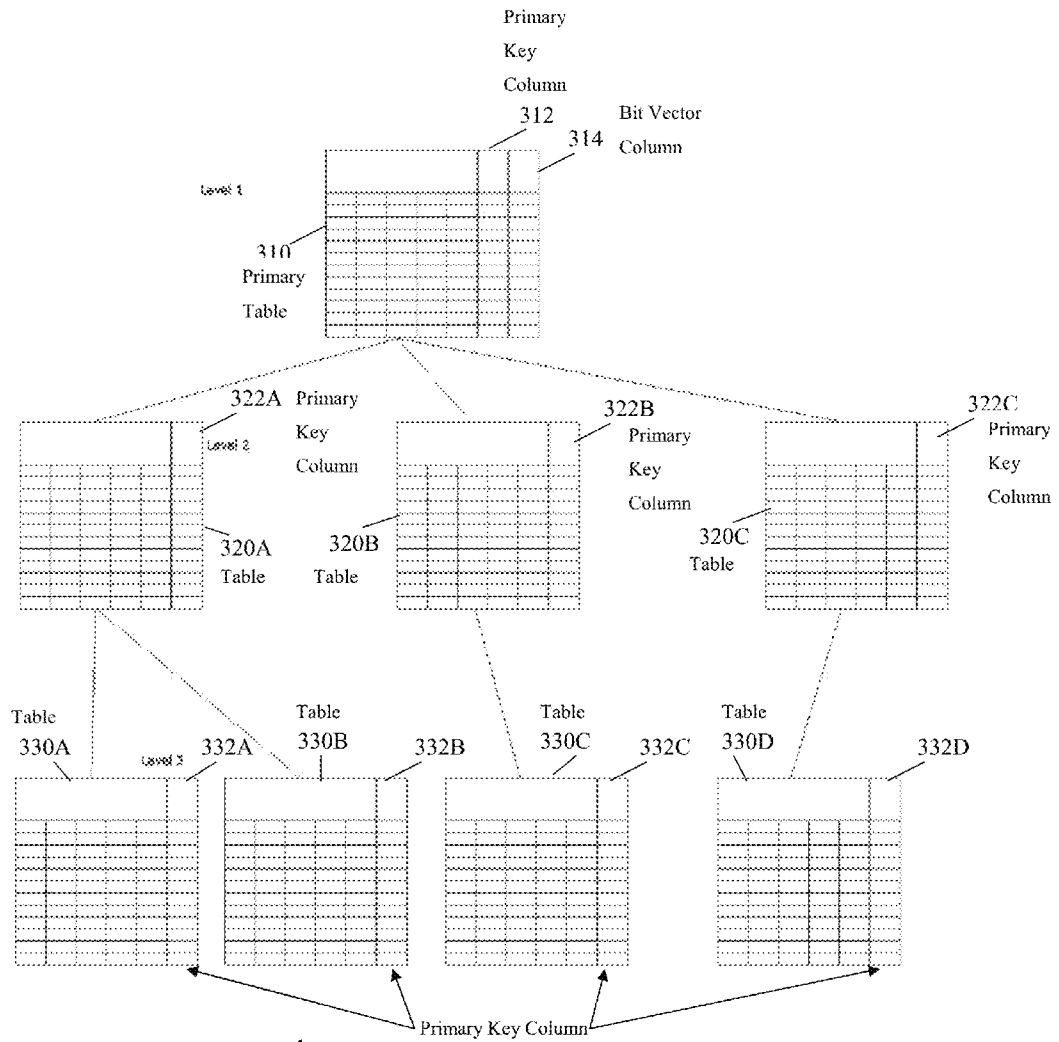 Primary
Key
Column
312
Bit Vector
Column
314
Level 1
310
Primary
Table
322A
Primary
Key
Column
Level 2
320A
Table
322B
Primary
Key
Column
320B
Table
322C
Primary
Key
Column
320C
Table
Table
330A
Level 3
332A
Table
330B
332B
Table
330C
332C
Table
330D
332D
Primary Key Column